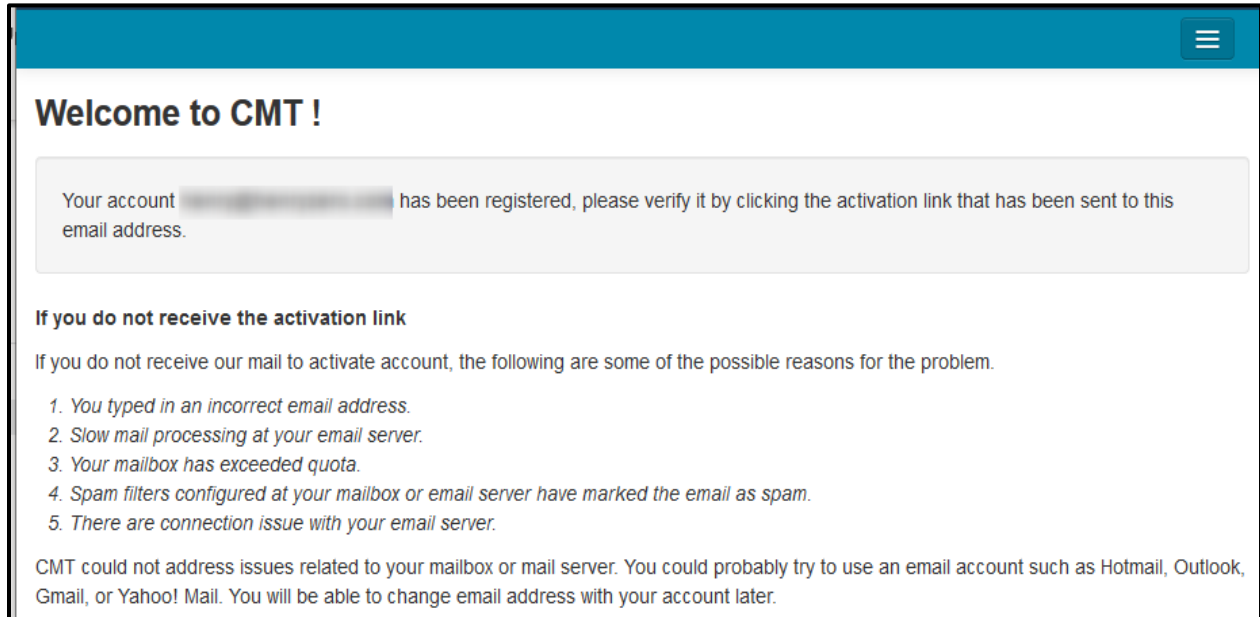 Welcome to CMT !
Your account has been registered, please verify it by clicking the activation link that has been sent to this
email address.
If you do not receive the activation link
If you do not receive our mail to activate account, the following are some of the possible reasons for the problem.
1. You typed in an incorrect email address.
2. Slow mail processing at your email server.
3. Your mailbox has exceeded quota.
4. Spam filters configured at your mailbox or email server have marked the email as spam.
5. There are connection issue with your email server.
CMT could not address issues related to your mailbox or mail server. You could probably try to use an email account such as Hotmail, Outlook,
Gmail, or Yahoo! Mail. You will be able to change email address with your account later.